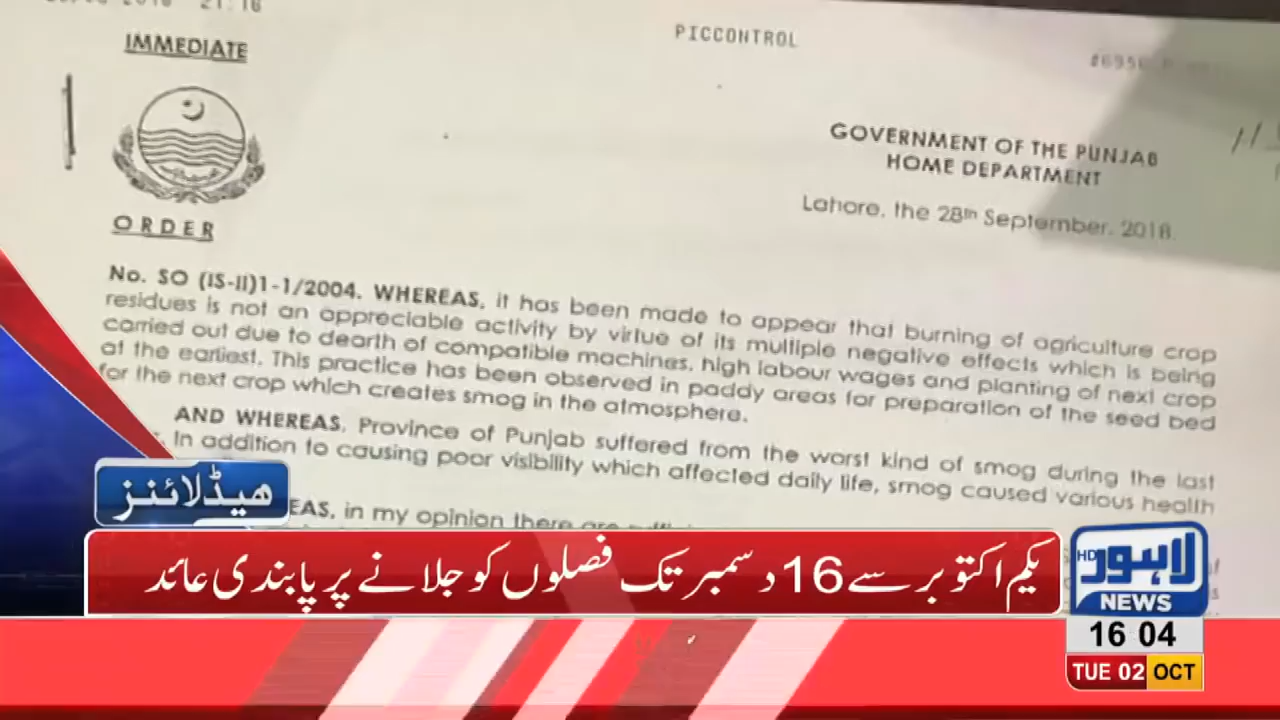 21:16
PICCONTROL
IMMEDIATE
GOVERNMENT OF THE PUNJAB
HOME DEPARTMENT
Lahore, the 28th September, 2018
ORDER
No. SO (IS-II)1-1/2004. WHEREAS, it has been made to appear that burning of agriculture crop
residues is not an appreciable activity by virtue of its multiple negative effects which is being
carried out due to dearth of compatible machines, high labour wages and planting of next crop
at the earliest. This practice has been observed in paddy areas for preparation of the seed bed
for the next crop which creates smog in the atmosphere.
AND WHEREAS, Province of Punjab suffered from the worst kind of smog during the last
In addition to causing poor visibility which affected daily life, smog caused various health
EAS, in my opinion there are
ھیڈلائنز
یکم اکتوبر سے 16 دسمبر تک فصلوں کو جلانے پر پابندی عائد
لاہور HD
NEWS
16 04
TUE 02 OCT